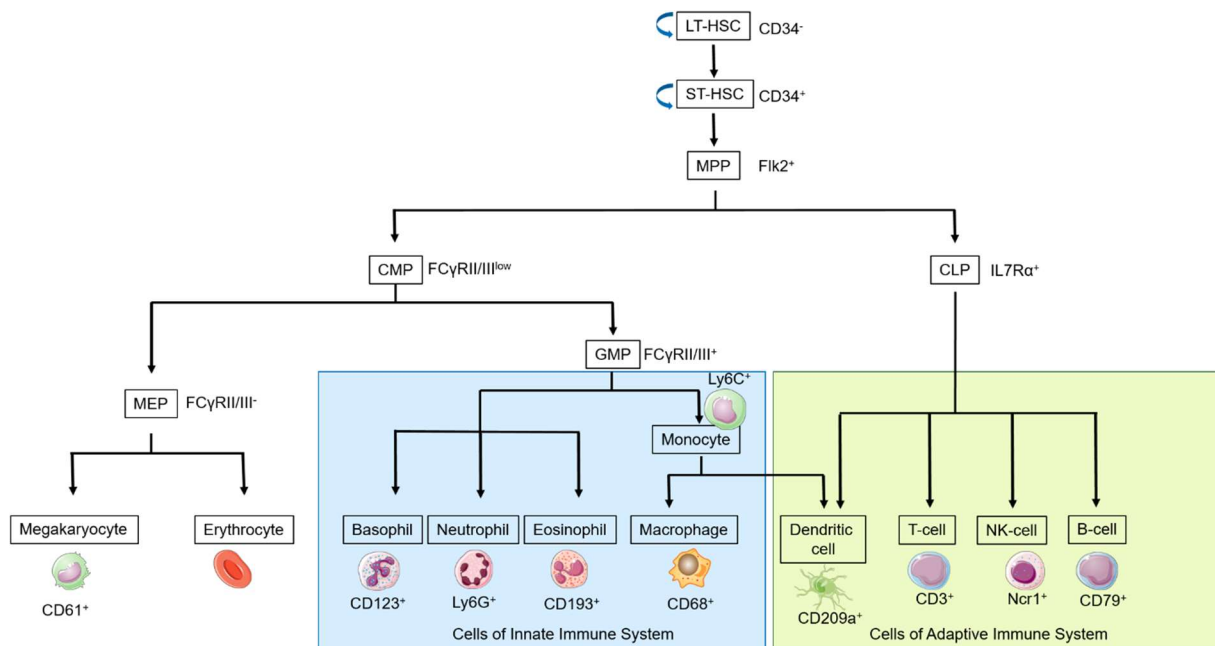 LT-HSC CD34-
ST-HSC CD34+
MPP Flk2+
CMP FCγRII/IIIlow
CLP IL7Rα+
GMP FCγRII/III+
Ly6C+
MEP FCγRII/III-
Monocyte
Megakaryocyte
Erythrocyte
Basophil
Neutrophil
Eosinophil
Macrophage
Dendritic
cell
T-cell
NK-cell
B-cell
CD61+
CD123+
Ly6G+
CD193+
CD68+
CD209a+
CD3+
Ncr1+
CD79+
Cells of Innate Immune System
Cells of Adaptive Immune System